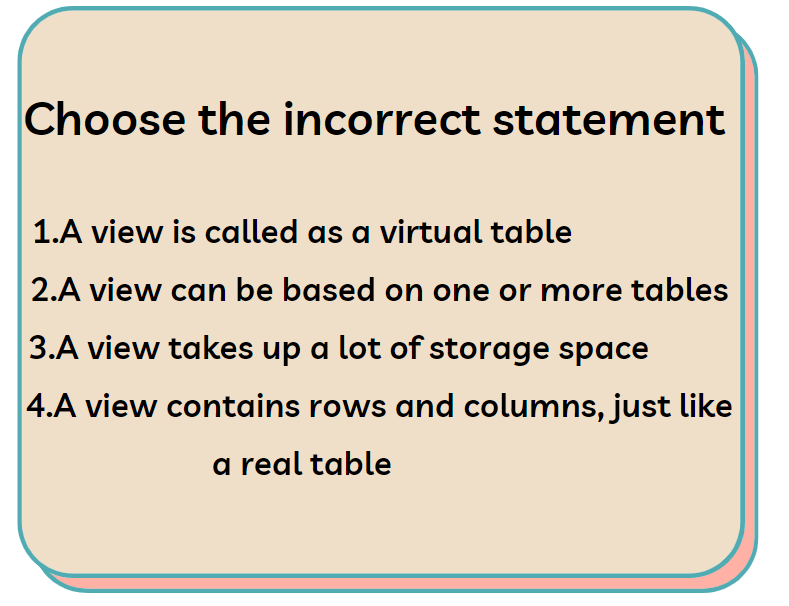 Choose the incorrect statement
1.A view is called as a virtual table
2.A view can be based on one or more tables
3.A view takes up a lot of storage space
4.A view contains rows and columns, just like
a real table